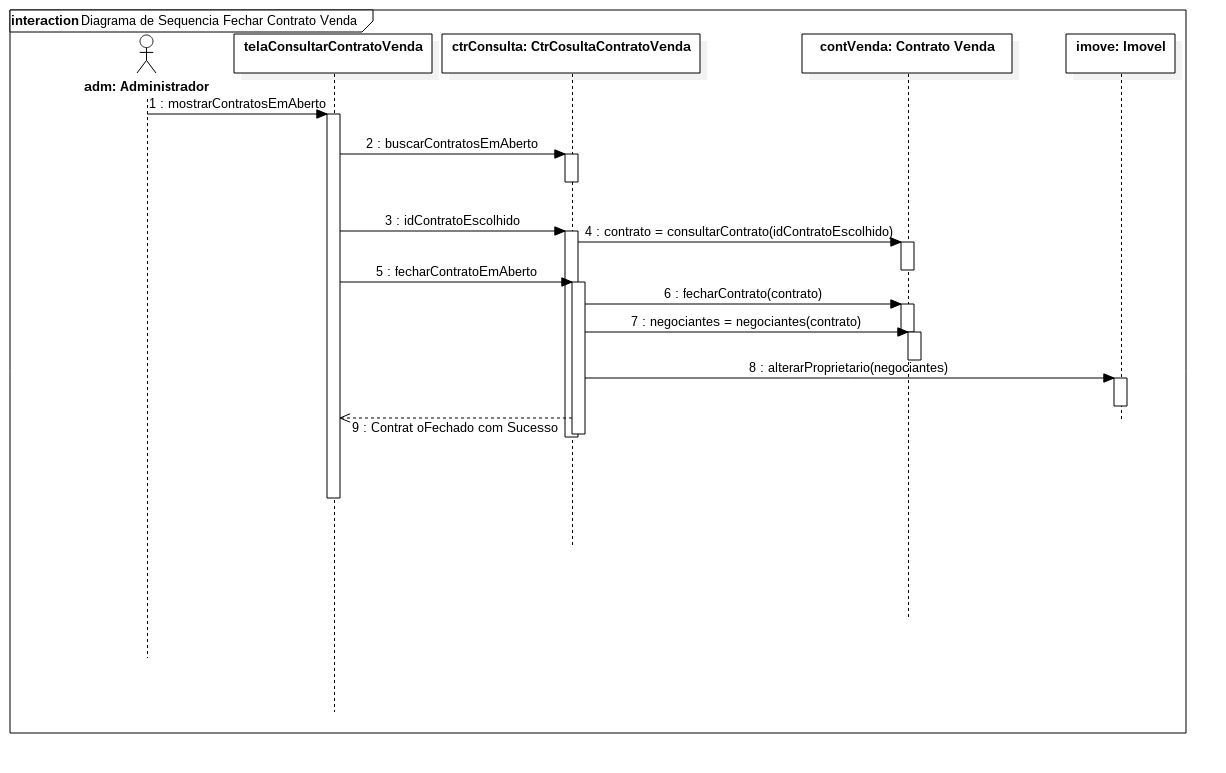 interaction Diagrama de Sequencia Fechar Contrato Venda
telaConsultarContratoVenda
ctrConsulta: CtrCosultaContratoVenda
contVenda: Contrato Venda
imove: Imovel
adm: Administrador
1 : mostrarContratosEmAberto
2 : buscarContratosEmAberto
3 : idContratoEscolhido
4 : contrato = consultarContrato(idContratoEscolhido)
5 : fecharContratoEmAberto
6 : fecharContrato(contrato)
7 : negociantes = negociantes(contrato)
8 : alterarProprietario(negociantes)
9 : Contrat oFechado com Sucesso